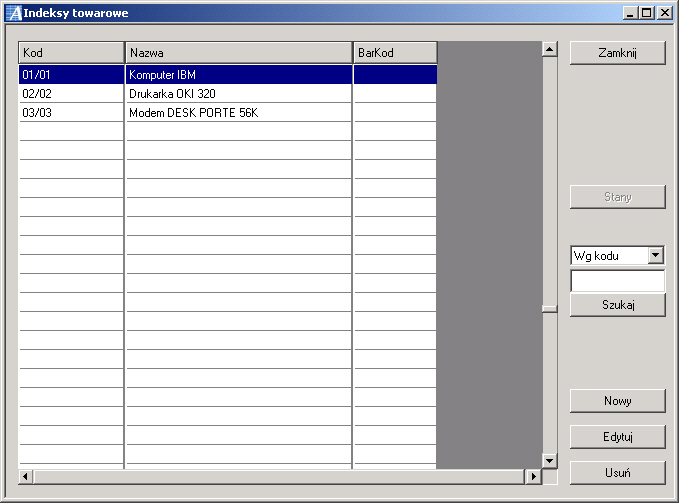 Indeksy towarowe
Kod Nazwa BarKod
01/01 Komputer IBM
02/02 Drukarka OKI 320
03/03 Modem DESK PORTE 56K
Zamknij
Stany
Wg kodu
Szukaj
Nowy
Edytuj
Usuń